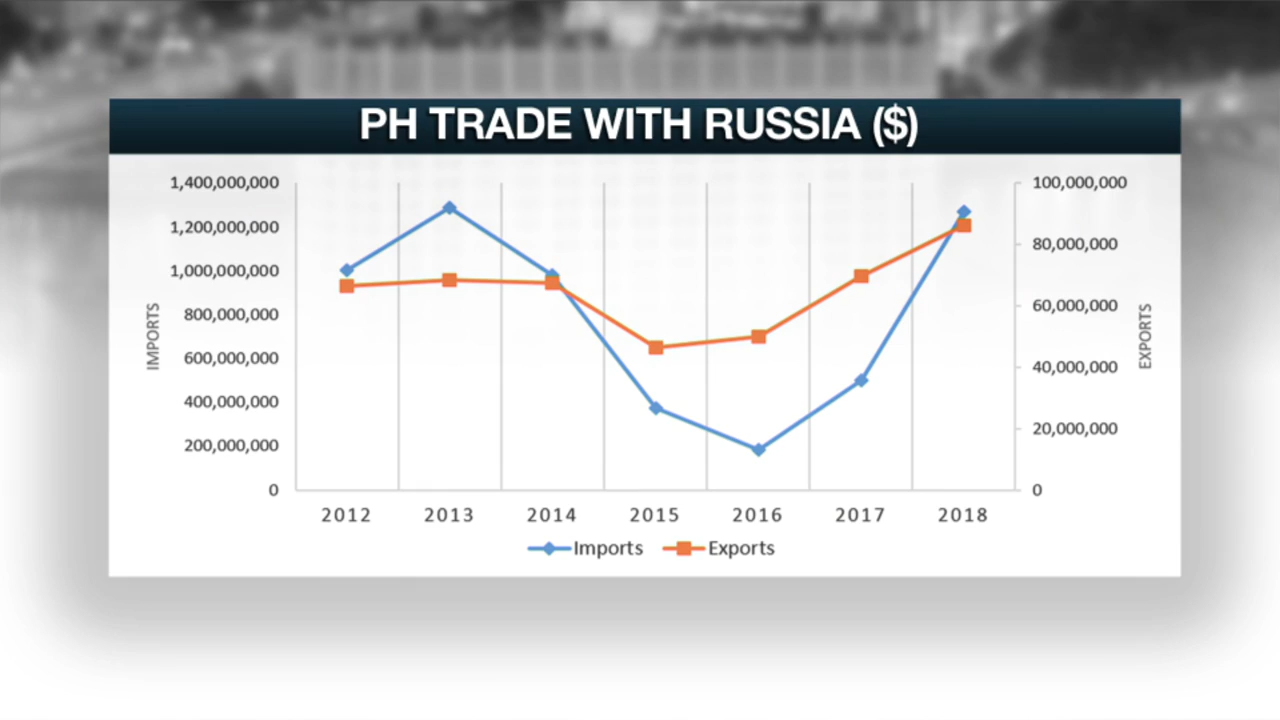 PH TRADE WITH RUSSIA ($)
1,400,000,000
1,200,000,000
1,000,000,000
800,000,000
600,000,000
400,000,000
200,000,000
0
IMPORTS
100,000,000
80,000,000
60,000,000
40,000,000
20,000,000
0
EXPORTS
2012 2013 2014 2015 2016 2017 2018
Imports Exports